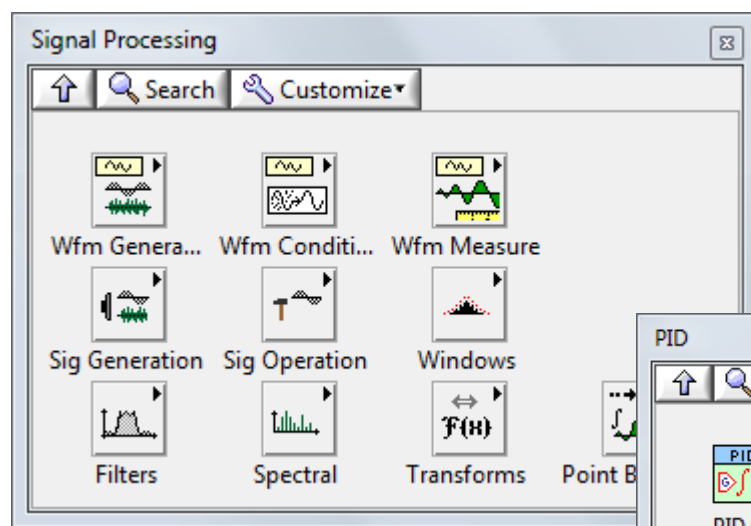 Signal Processing
Search Customize
Wfm Genera... Wfm Conditi... Wfm Measure
Sig Generation Sig Operation Windows
PID
F(x)
PID
Filters Spectral Transforms Point B
PID